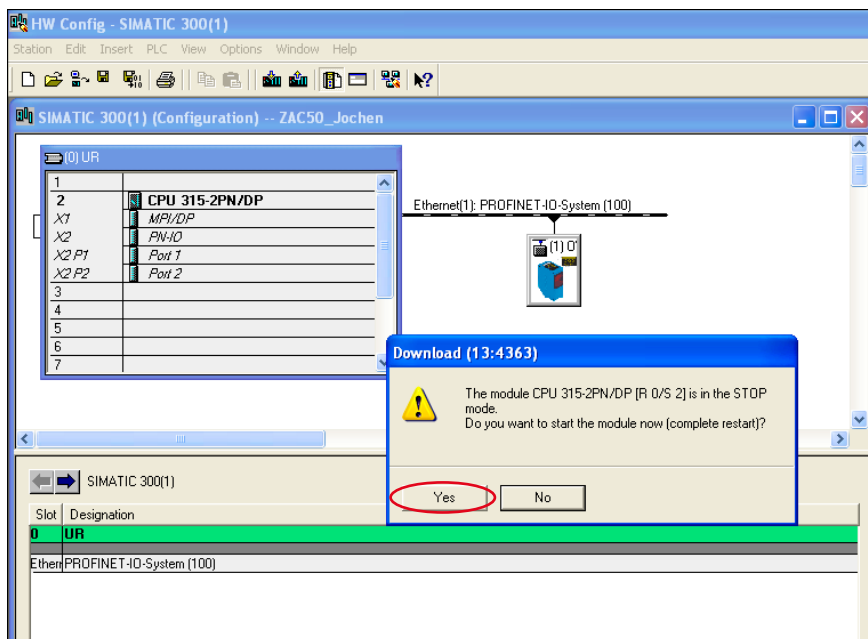 HW Config - SIMATIC 300(1)
Station Edit Insert PLC View Options Window Help
SIMATIC 300(1) (Configuration) -- ZAC50_Jochen
(0) UR
1
2 CPU 315-2PN/DP
X1 MPI/DP
X2 PN-IO
X2 P1 Port 1
X2 P2 Port 2
3
4
5
6
7
Ethernet(1): PROFINET-IO-System (100)
(1) O'
Download (13:4363)
The module CPU 315-2PN/DP [R 0/S 2] is in the STOP
mode.
Do you want to start the module now (complete restart)?
Yes No
SIMATIC 300(1)
Slot Designation
0 UR
Ethern PROFINET-IO-System (100)